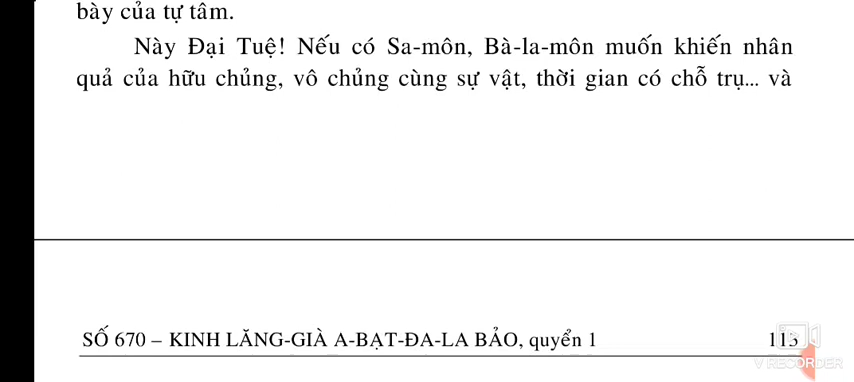 bày của tự tâm.
Này Đại Tuệ! Nếu có Sa-môn, Bà-la-môn muốn khiến nhân
quả của hữu chủng, vô chủng cùng sự vật, thời gian có chỗ trụ... và
SỐ 670 – KINH LĂNG-GIÀ A-BẠT-ĐA-LA BẢO, quyển 1 113
V RECORDER